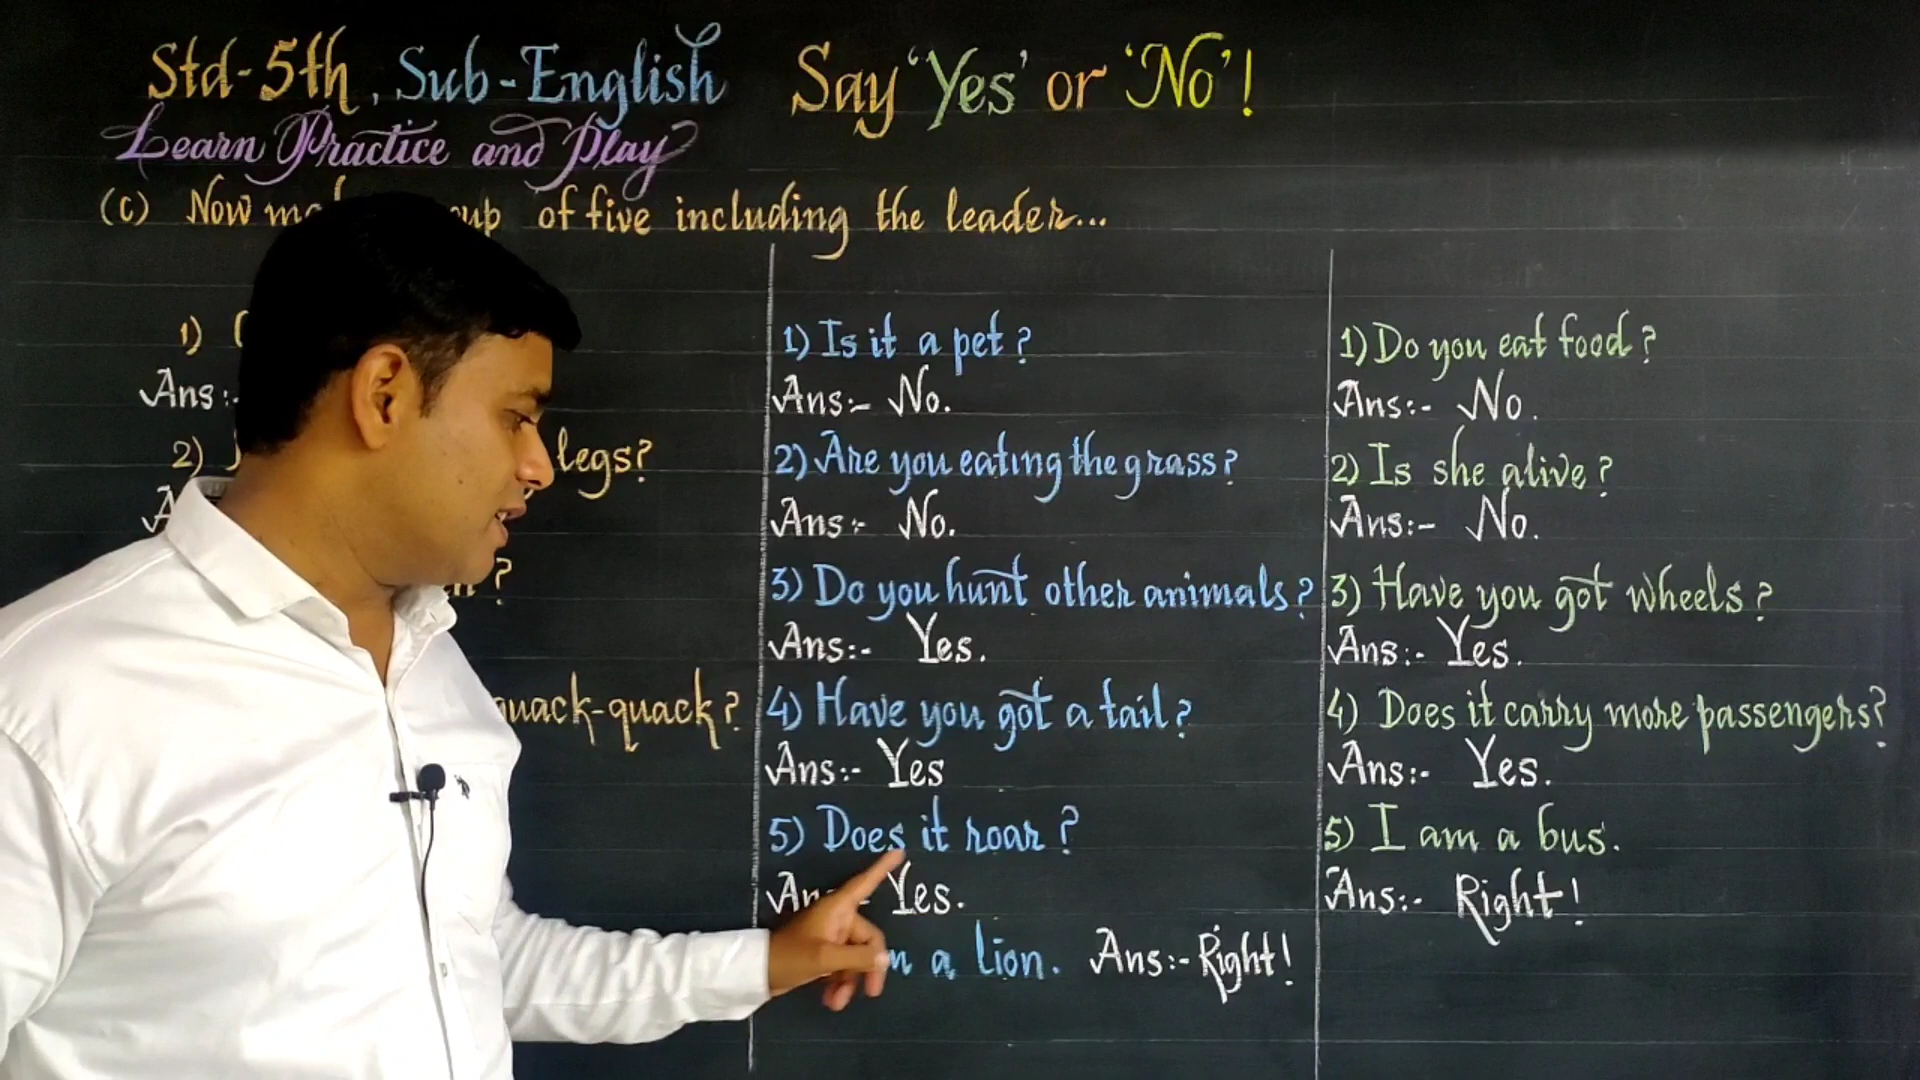 Std-5th, Sub-English Say 'Yes' or 'No'!
Learn Practice and Play
(c) Now of five including the leader...
1)
Ans:-
2) legs?
?
quack-quack?
1) Is it a pet?
Ans:- No.
2) Are you eating the grass?
Ans:- No.
3) Do you hunt other animals?
Ans:- Yes.
4) Have you got a tail?
Ans:- Yes
5) Does it roar?
Yes.
a lion. Ans:- Right!
1) Do you eat food?
Ans:- No.
2) Is she alive?
Ans:- No.
3) Have you got wheels?
Ans:- Yes.
4) Does it carry more passengers?
Ans:- Yes.
5) I am a bus.
Ans:- Right!